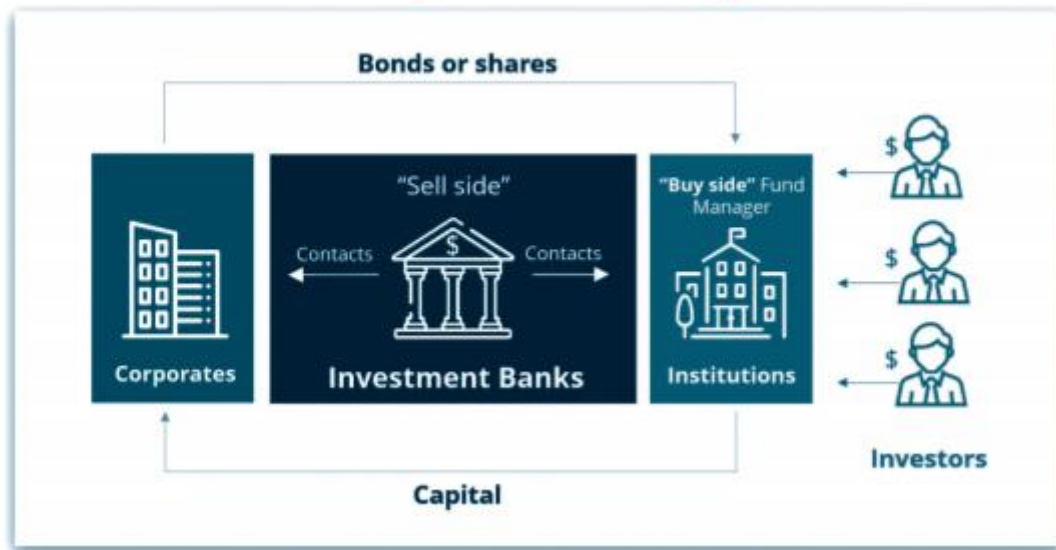 Bonds or shares
"Sell side"
"Buy side" Fund
Manager
Contacts
$
Contacts
Corporates
Investment Banks
Institutions
$
$
$
Investors
Capital